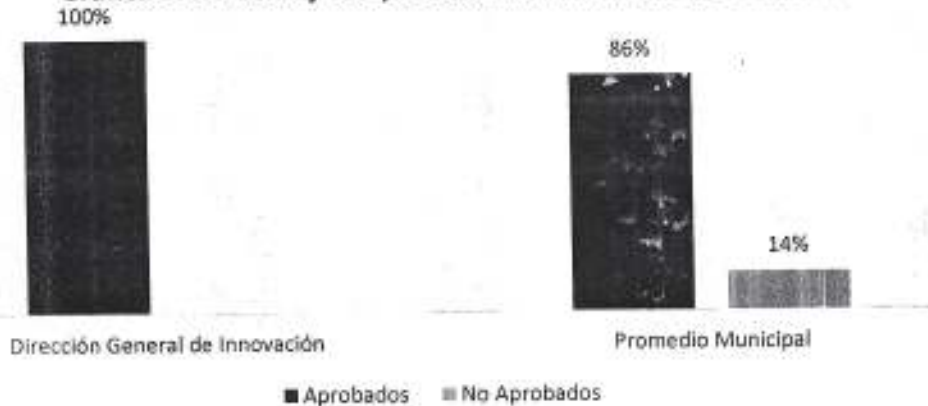 100%
86%
14%
Dirección General de Innovación
Promedio Municipal
Aprobados
No Aprobados